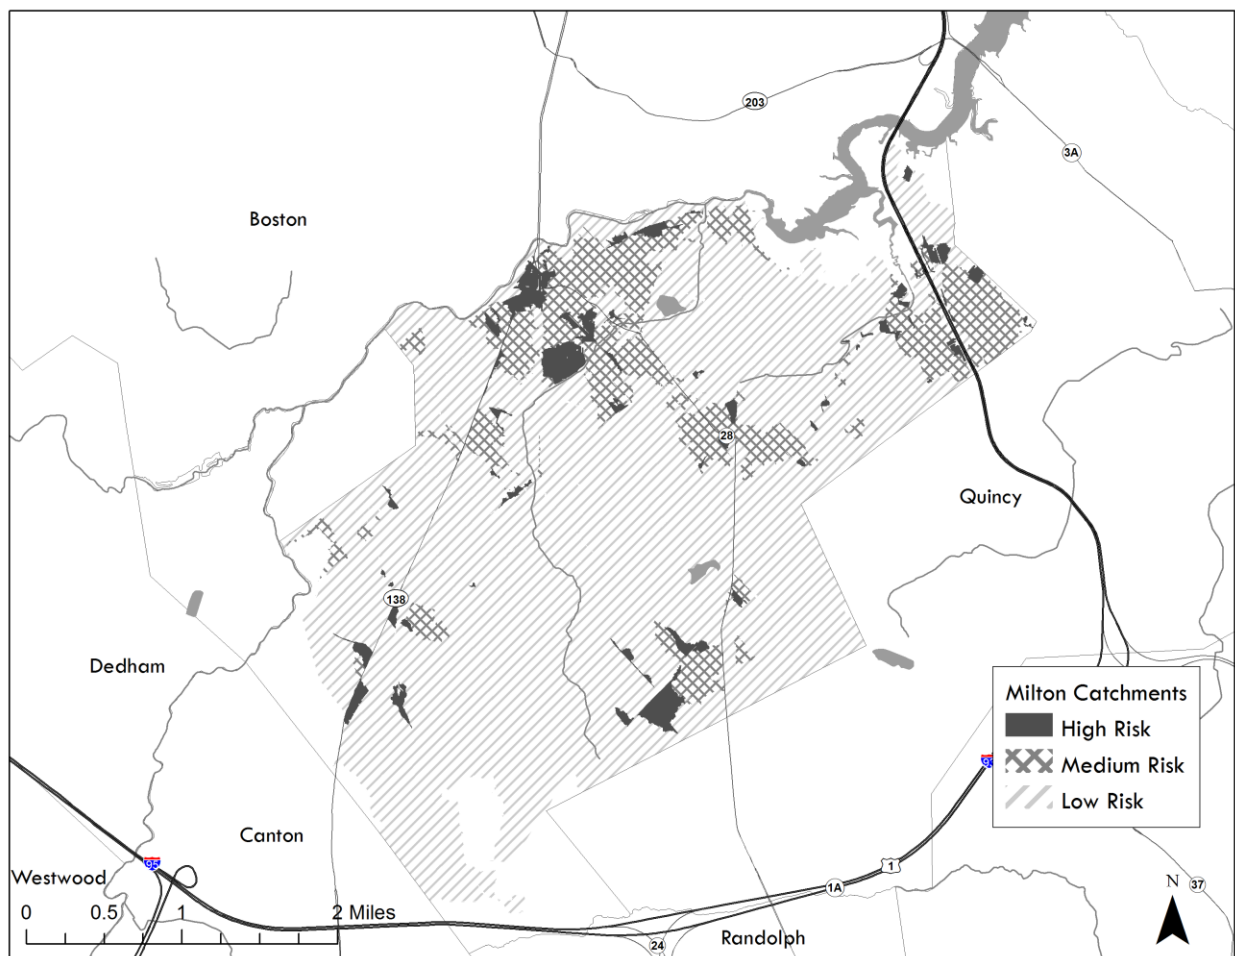 203
3A
Boston
28
Quincy
138
Dedham
Milton Catchments
High Risk
Medium Risk
Low Risk
Canton
95
1
Westwood
1A
37
N
0 0.5 1 2 Miles
24
Randolph